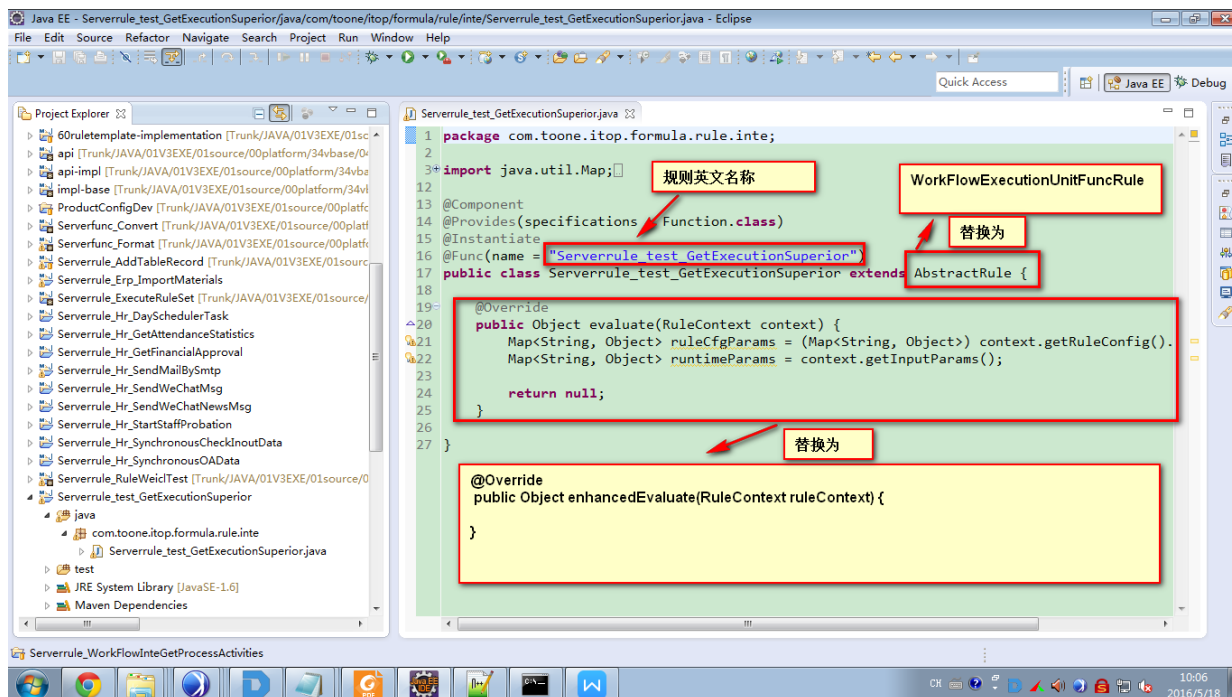 Java EE - Serverrule_test_GetExecutionSuperior/java/com/toone/itop/formula/rule/inte/Serverrule_test_GetExecutionSuperior.java - Eclipse
File Edit Source Refactor Navigate Search Project Run Window Help
Quick Access
Java EE
Debug
Project Explorer
60ruletemplate-implementation [Trunk/JAVA/01V3EXE/01sc
api [Trunk/JAVA/01V3EXE/01source/00platform/34vbase/04
api-impl [Trunk/JAVA/01V3EXE/01source/00platform/34vba
impl-base [Trunk/JAVA/01V3EXE/01source/00platform/34vl
ProductConfigDev [Trunk/JAVA/01V3EXE/01source/00platfc
Serverfunc_Convert [Trunk/JAVA/01V3EXE/01source/00platf
Serverfunc_Format [Trunk/JAVA/01V3EXE/01source/00platfc
Serverrule_AddTableRecord [Trunk/JAVA/01V3EXE/01sourc
Serverrule_Erp_ImportMaterials
Serverrule_ExecuteRuleSet [Trunk/JAVA/01V3EXE/01source/
Serverrule_Hr_DaySchedulerTask
Serverrule_Hr_GetAttendanceStatistics
Serverrule_Hr_GetFinancialApproval
Serverrule_Hr_SendMailBySmtp
Serverrule_Hr_SendWeChatMsg
Serverrule_Hr_SendWeChatNewsMsg
Serverrule_Hr_StartStaffProbation
Serverrule_Hr_SynchronousCheckInoutData
Serverrule_Hr_SynchronousOAData
Serverrule_RuleWeiclTest [Trunk/JAVA/01V3EXE/01source/0
Serverrule_test_GetExecutionSuperior
java
com.toone.itop.formula.rule.inte
Serverrule_test_GetExecutionSuperior.java
test
JRE System Library [JavaSE-1.6]
Maven Dependencies
Serverrule_test_GetExecutionSuperior.java
1 package com.toone.itop.formula.rule.inte;
2
3 import java.util.Map;
12
13 @Component
14 @Provides(specifications Function.class)
15 @Instantiate
16 @Func(name = "Serverrule_test_GetExecutionSuperior")
17 public class Serverrule_test_GetExecutionSuperior extends AbstractRule {
18
19 @Override
20 public Object evaluate(RuleContext context) {
21 Map<String, Object> ruleCfgParams = (Map<String, Object>) context.getRuleConfig().
22 Map<String, Object> runtimeParams = context.getInputParams();
23
24 return null;
25 }
26
27 }
规则英文名称
WorkFlowExecutionUnitFuncRule
替换为
替换为
@Override
public Object enhancedEvaluate(RuleContext ruleContext) {
}
Serverrule_WorkFlowInteGetProcessActivities
CH
10:06
2016/5/18